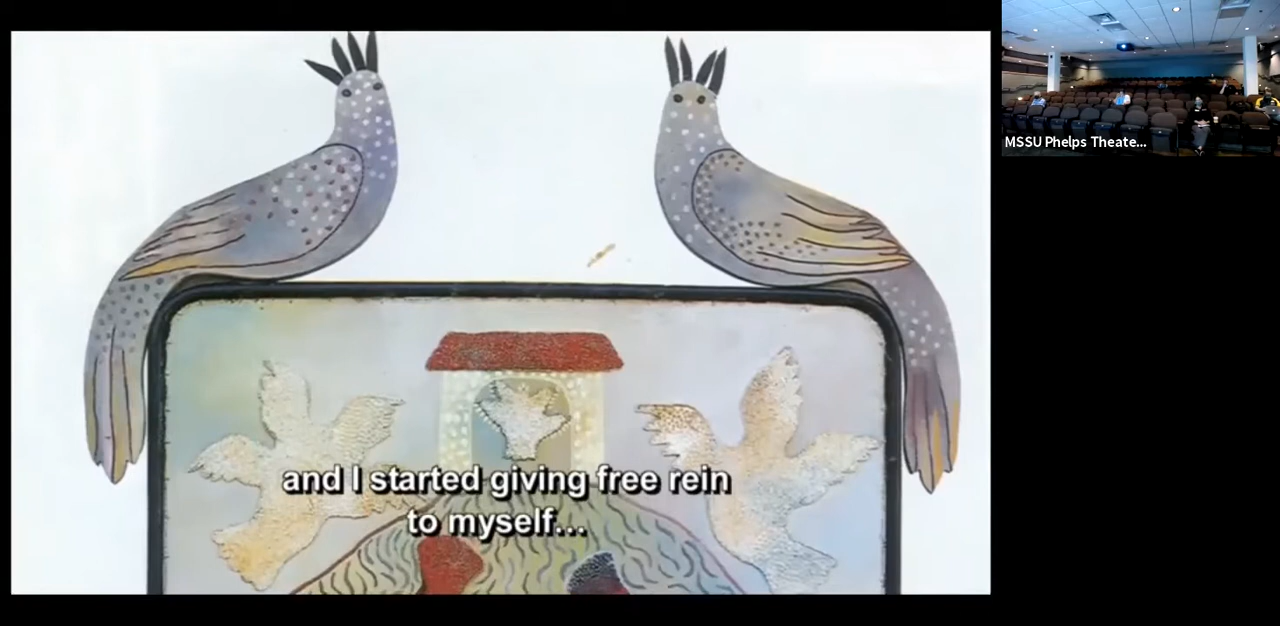 MSSU Phelps Theate...
and I started giving free rein
to myself...